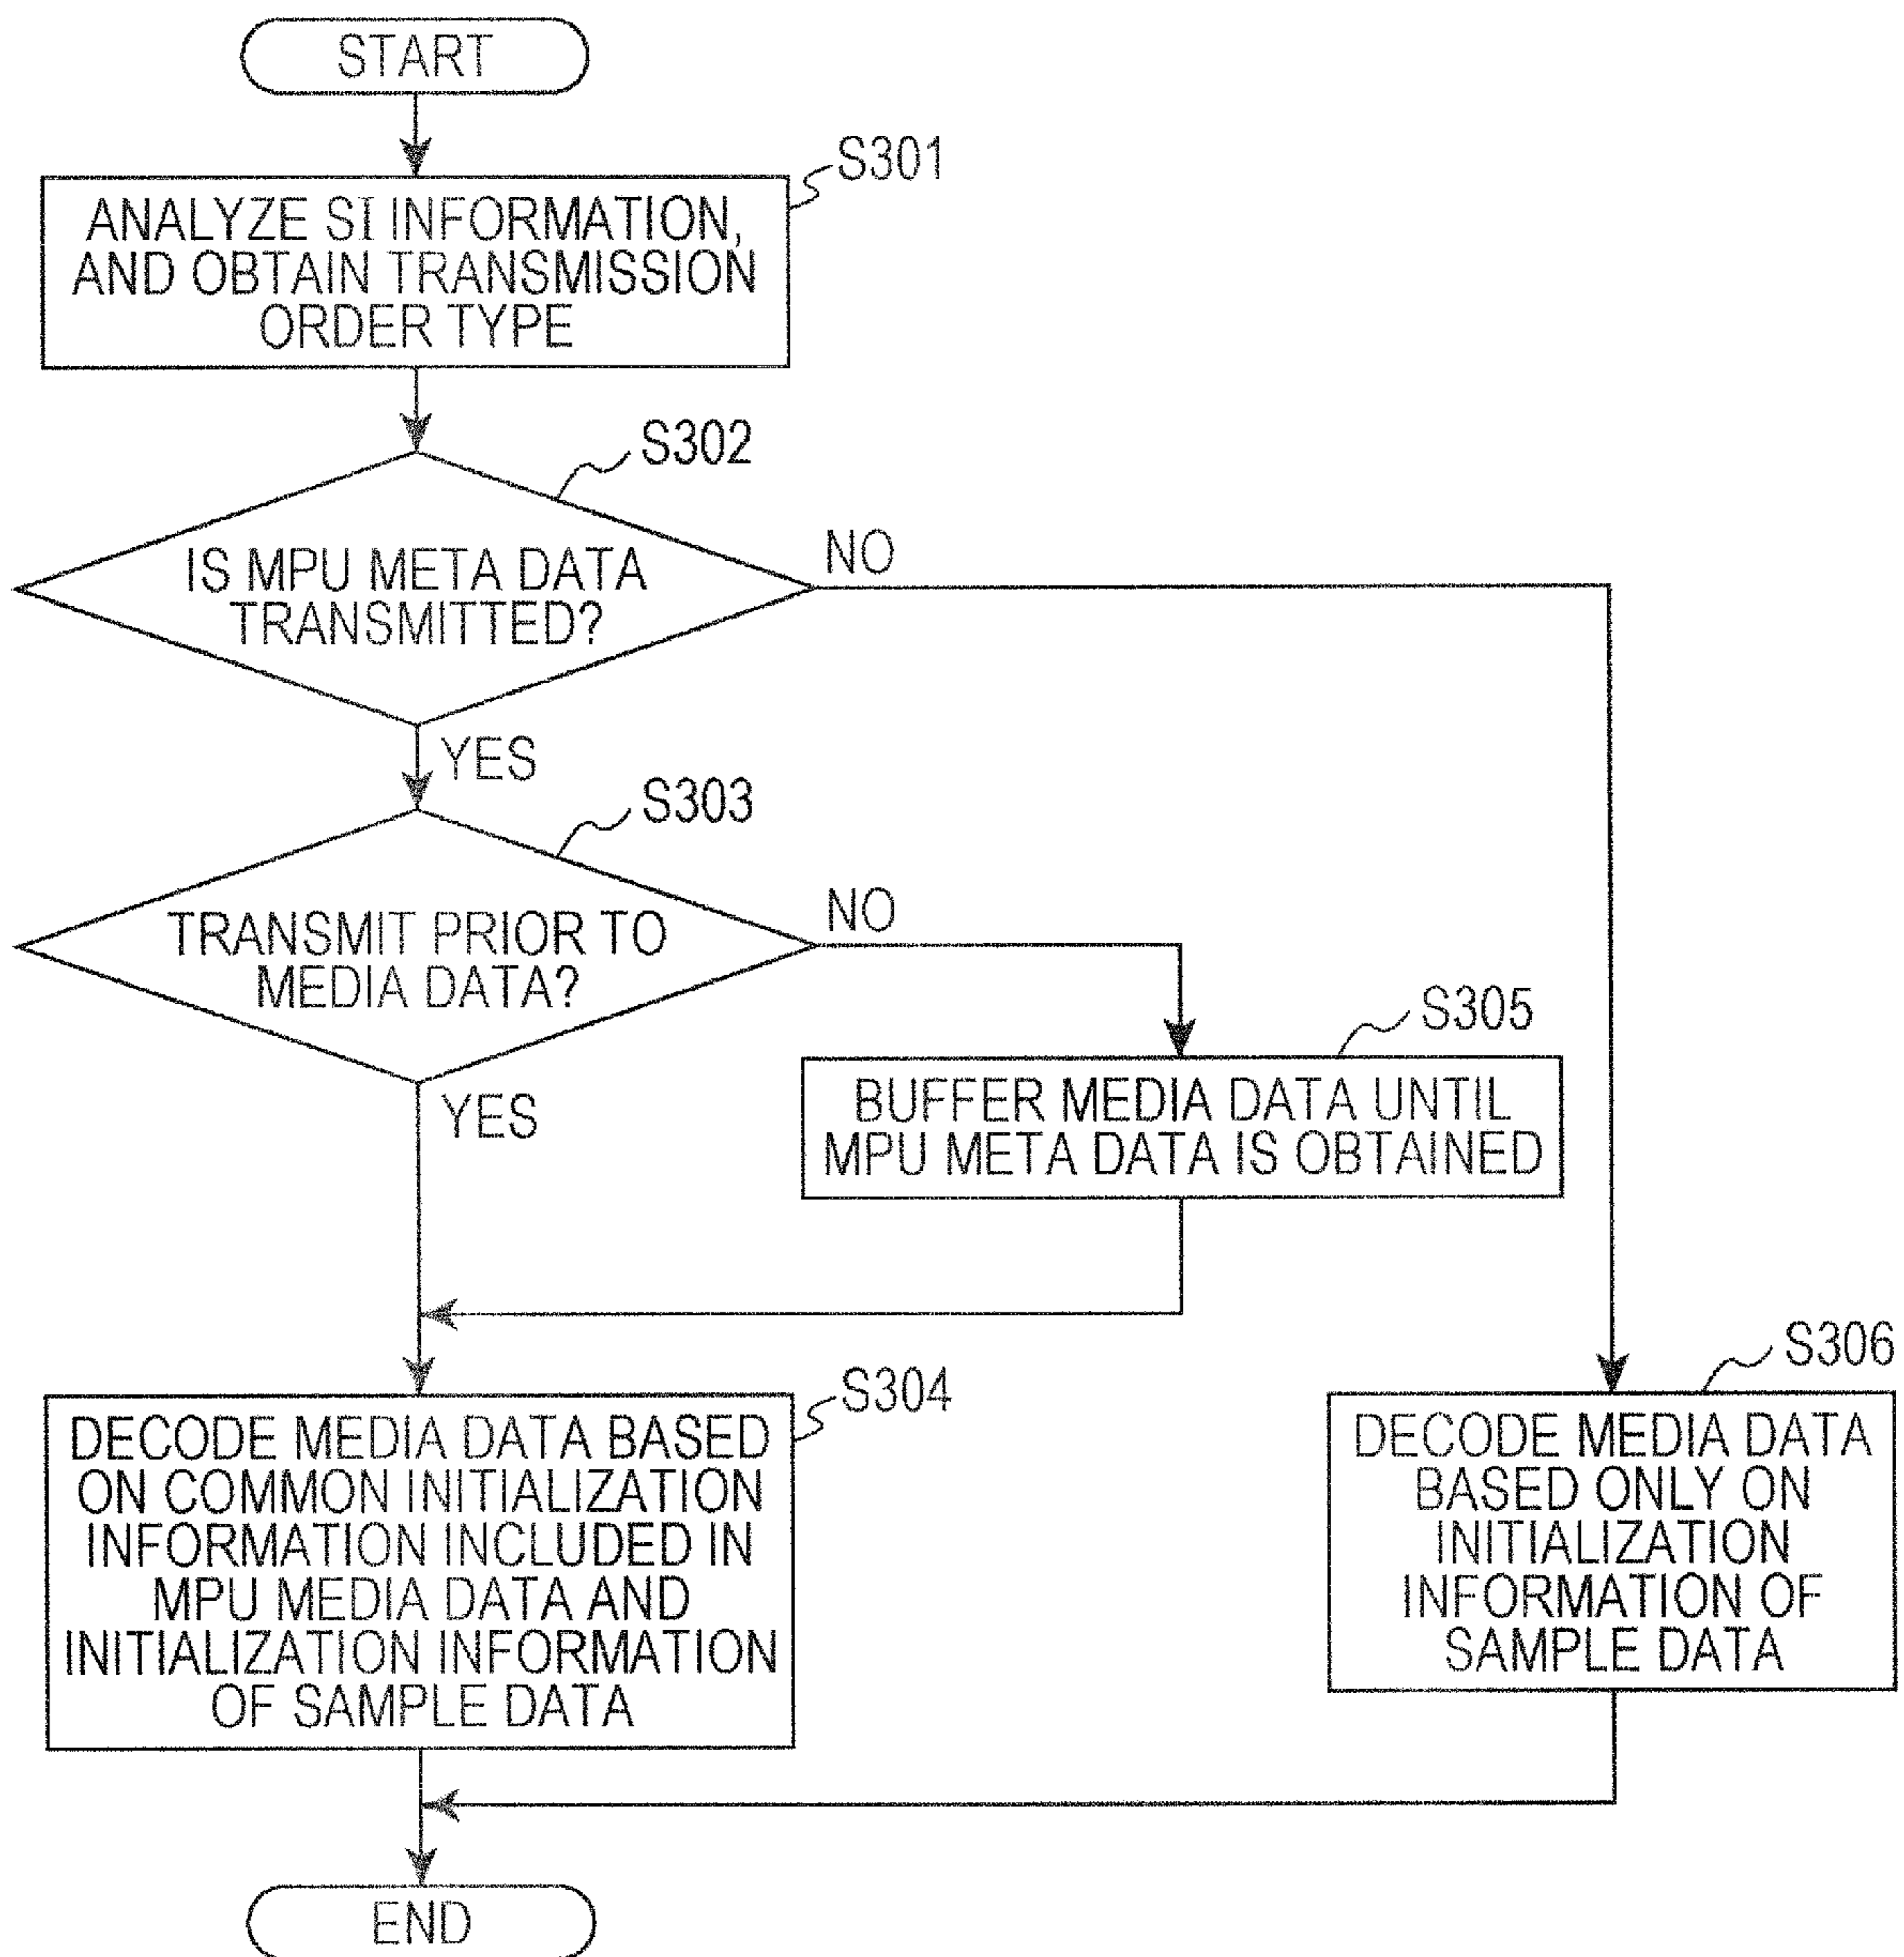 START
S301
ANALYZE SI INFORMATION,
AND OBTAIN TRANSMISSION
ORDER TYPE
S302
IS MPU META DATA
TRANSMITTED?
NO
YES
S303
TRANSMIT PRIOR TO
MEDIA DATA?
NO
YES
S305
BUFFER MEDIA DATA UNTIL
MPU META DATA IS OBTAINED
S304
DECODE MEDIA DATA BASED
ON COMMON INITIALIZATION
INFORMATION INCLUDED IN
MPU MEDIA DATA AND
INITIALIZATION INFORMATION
OF SAMPLE DATA
S306
DECODE MEDIA DATA
BASED ONLY ON
INITIALIZATION
INFORMATION OF
SAMPLE DATA
END